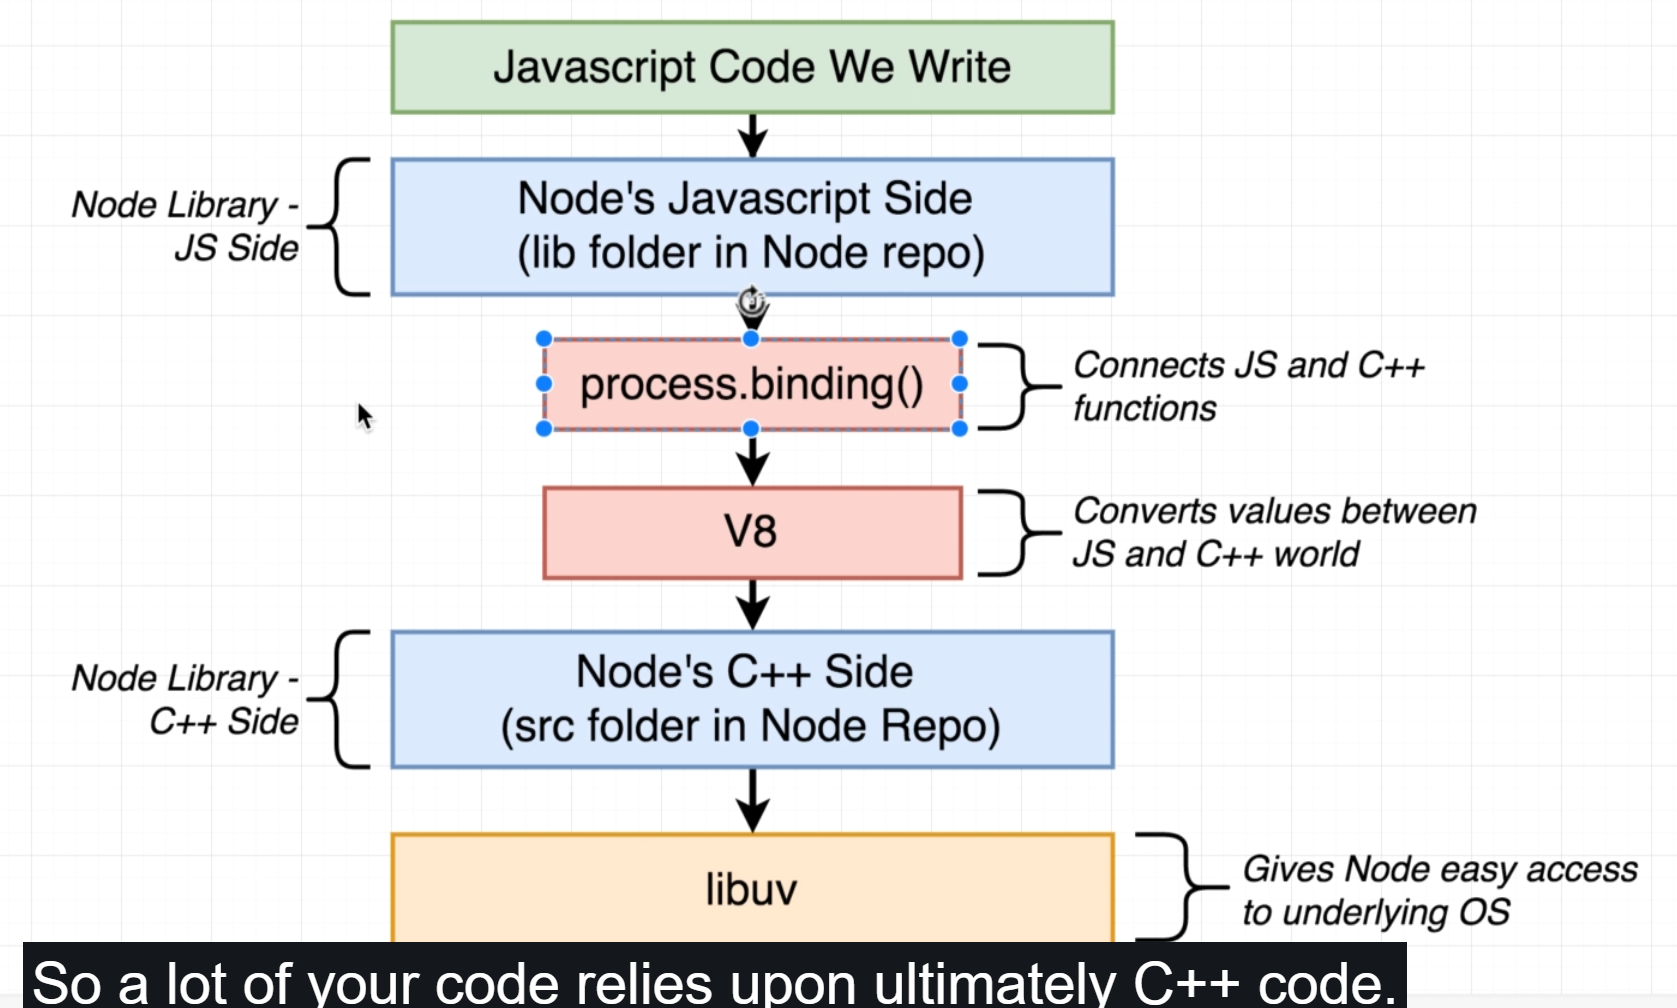 Javascript Code We Write
Node Library -
JS Side
Node's Javascript Side
(lib folder in Node repo)
process.binding()
Connects JS and C++
functions
V8
Converts values between
JS and C++ world
Node Library -
C++ Side
Node's C++ Side
(src folder in Node Repo)
libuv
Gives Node easy access
to underlying OS
So a lot of your code relies upon ultimately C++ code.